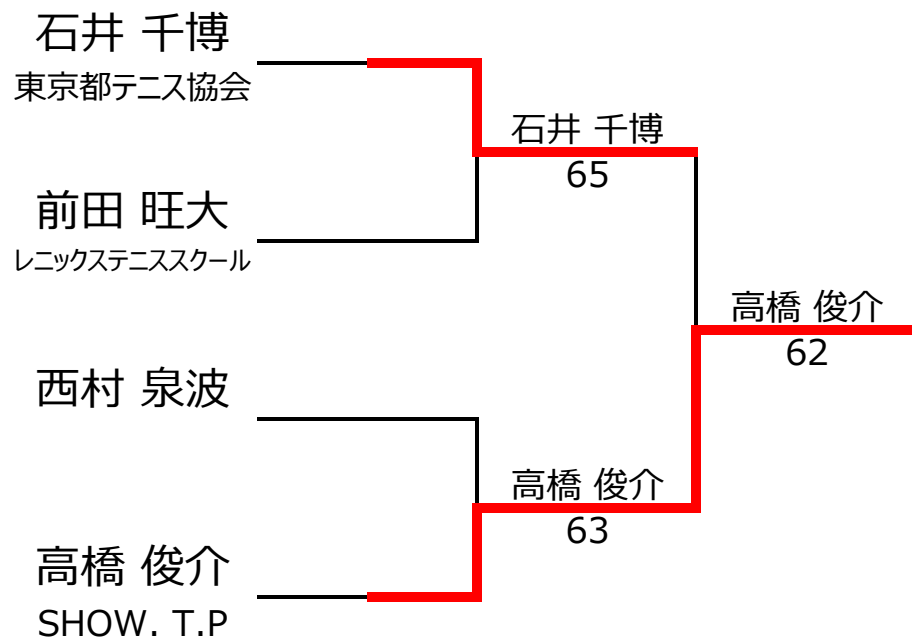 石井 千博
東京都テニス協会
石井 千博
65
前田 旺大
レニックステニススクール
高橋 俊介
62
西村 泉波
高橋 俊介
63
高橋 俊介
SHOW. T.P